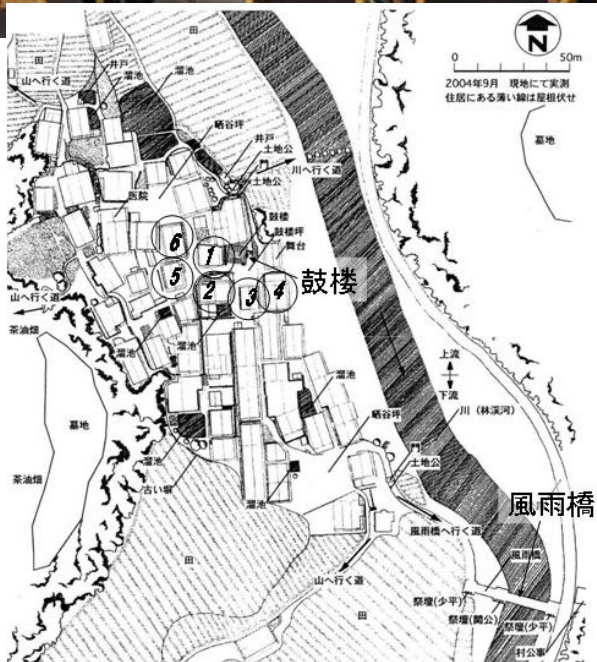 N
0 50m
2004年9月 現地にて実測
住居にある薄い線は屋根伏せ
田
山へ行く道
井戸
溜池
溜池
田
墓地
晒谷坪
井戸
土地公
門
川へ行く道
土地公
医院
鼓楼
鼓楼坪
舞台
鼓楼
6
1
5
2
3
4
山へ行く道
茶油畑
溜池
溜池
溜池
上流
下流
川(林渓河)
墓地
晒谷坪
門
土地公
茶油畑
溜池
古い塀
溜池
風雨橋へ行く道
風雨橋
風雨橋
田
山へ行く道
田
祭壇(少平)
祭壇(関公)
祭壇(少平)
村公亭